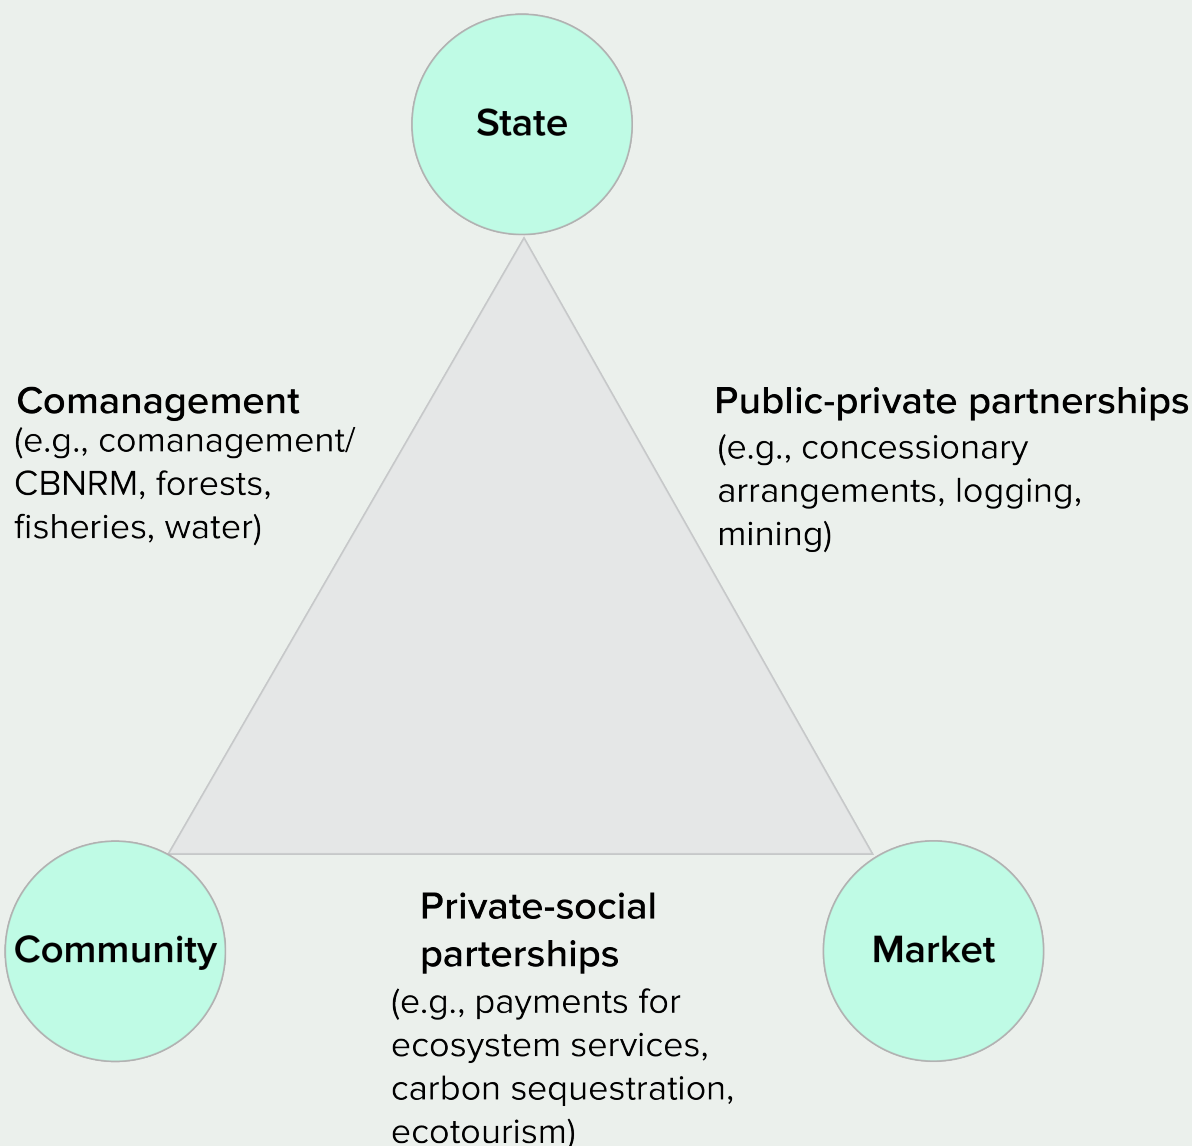 State
Comanagement
(e.g., comanagement/
CBNRM, forests,
fisheries, water)
Public-private partnerships
(e.g., concessionary
arrangements, logging,
mining)
Community
Private-social
parterships
(e.g., payments for
ecosystem services,
carbon sequestration,
ecotourism)
Market